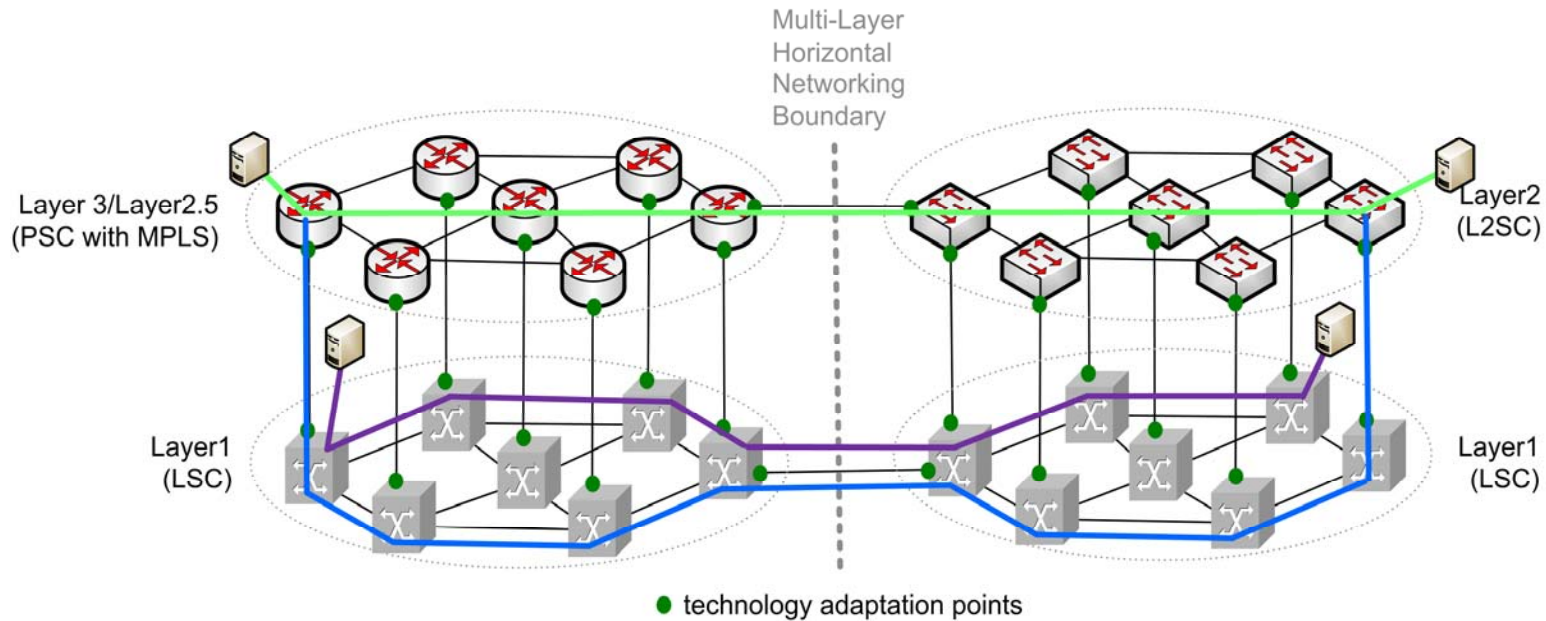 Multi-Layer
Horizontal
Networking
Boundary
Layer 3/Layer2.5
(PSC with MPLS)
Layer2
(L2SC)
Layer1
(LSC)
Layer1
(LSC)
technology adaptation points